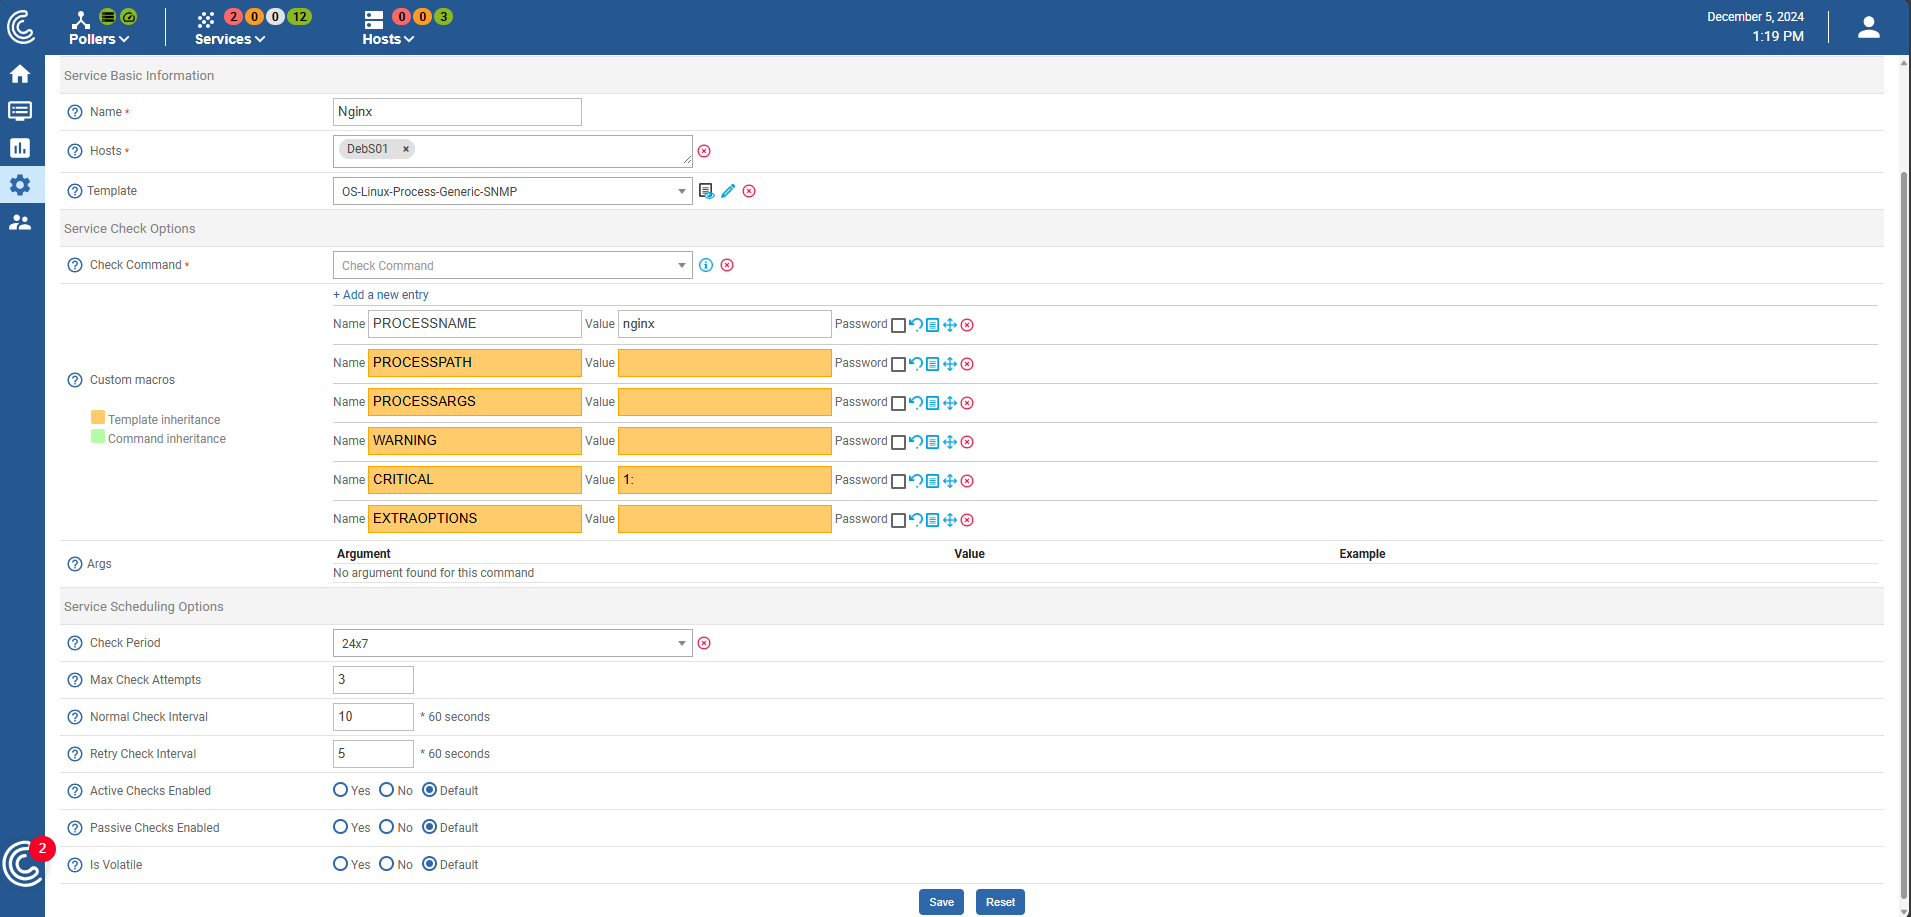 2 0 0 12
0 0 3
December 5, 2024
Pollers
Services
Hosts
1:19 PM
Service Basic Information
Name *
Nginx
Hosts *
DebS01 ×
Template
OS-Linux-Process-Generic-SNMP
Service Check Options
Check Command *
Check Command
+ Add a new entry
Name PROCESSNAME Value nginx Password
Name PROCESSPATH Value Password
Custom macros
Name PROCESSARGS Value Password
Template inheritance
Command inheritance
Name WARNING Value Password
Name CRITICAL Value 1: Password
Name EXTRAOPTIONS Value Password
Args
Argument Value Example
No argument found for this command
Service Scheduling Options
Check Period
24x7
Max Check Attempts
3
Normal Check Interval
10 * 60 seconds
Retry Check Interval
5 * 60 seconds
Active Checks Enabled
Yes No Default
Passive Checks Enabled
Yes No Default
2
Is Volatile
Yes No Default
Save Reset